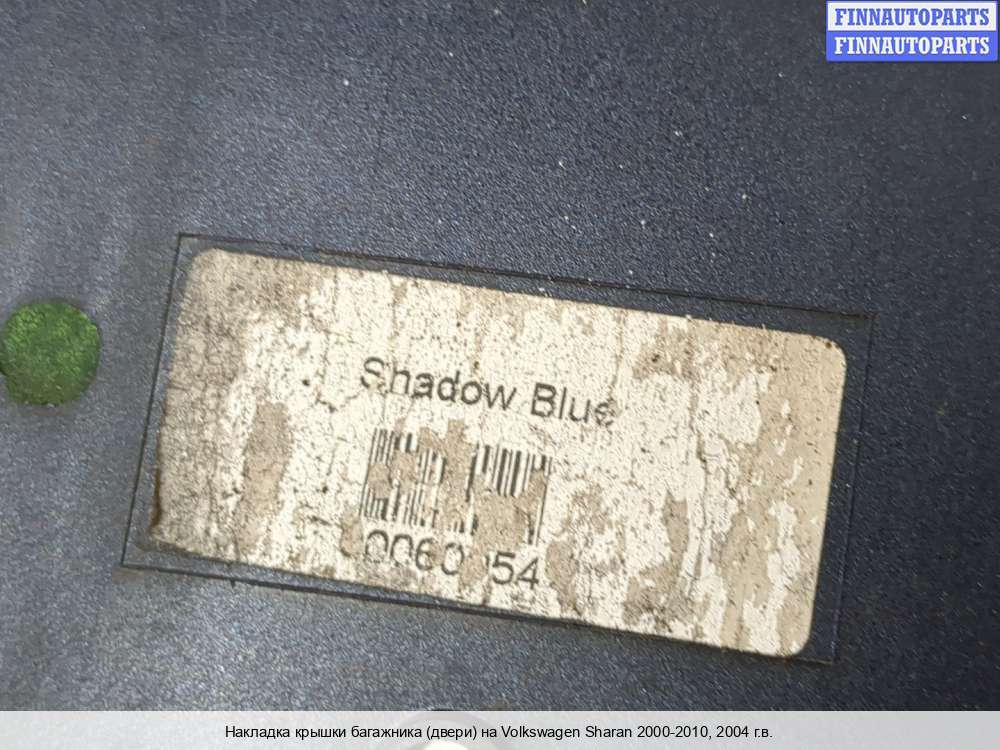 FINNAUTOPARTS
FINNAUTOPARTS
Shadow Blue
Накладка крышки багажника (двери) на Volkswagen Sharan 2000-2010, 2004 г.в.